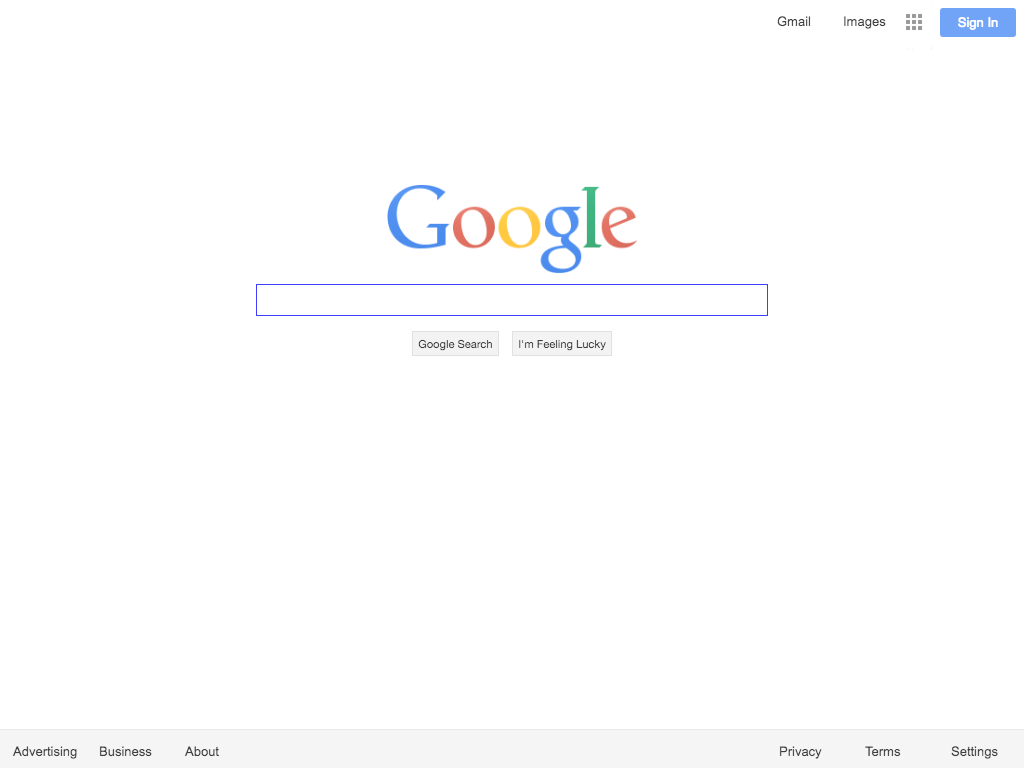 Gmail Images Sign In
Google
Google Search I'm Feeling Lucky
Advertising Business About Privacy Terms Settings